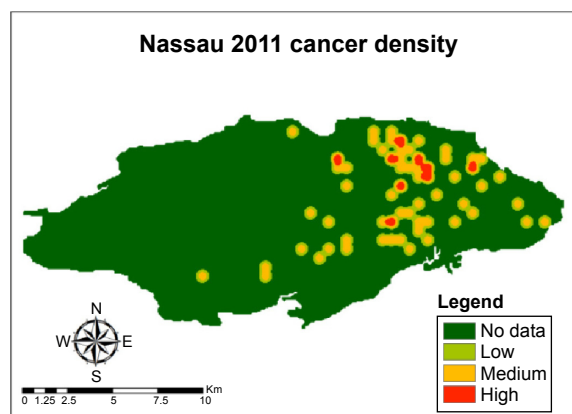 Nassau 2011 cancer density
N
W E
S
Km
0 1.25 2.5 5 7.5 10
Legend
No data
Low
Medium
High